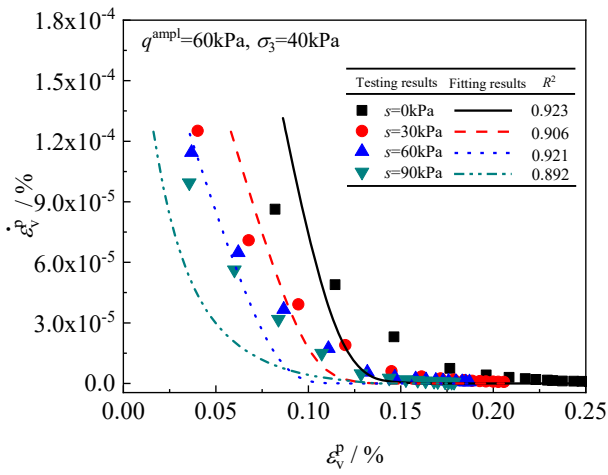 q^ampl=60kPa, σ₃=40kPa
Testing results Fitting results R²
s=0kPa 0.923
s=30kPa 0.906
s=60kPa 0.921
s=90kPa 0.892
1.8x10⁻⁴
1.4x10⁻⁴
1.2x10⁻⁴
9.0x10⁻⁵
6.0x10⁻⁵
3.0x10⁻⁵
0.0
ε̇ᵥᵖ / %
0.00 0.05 0.10 0.15 0.20 0.25
εᵥᵖ / %